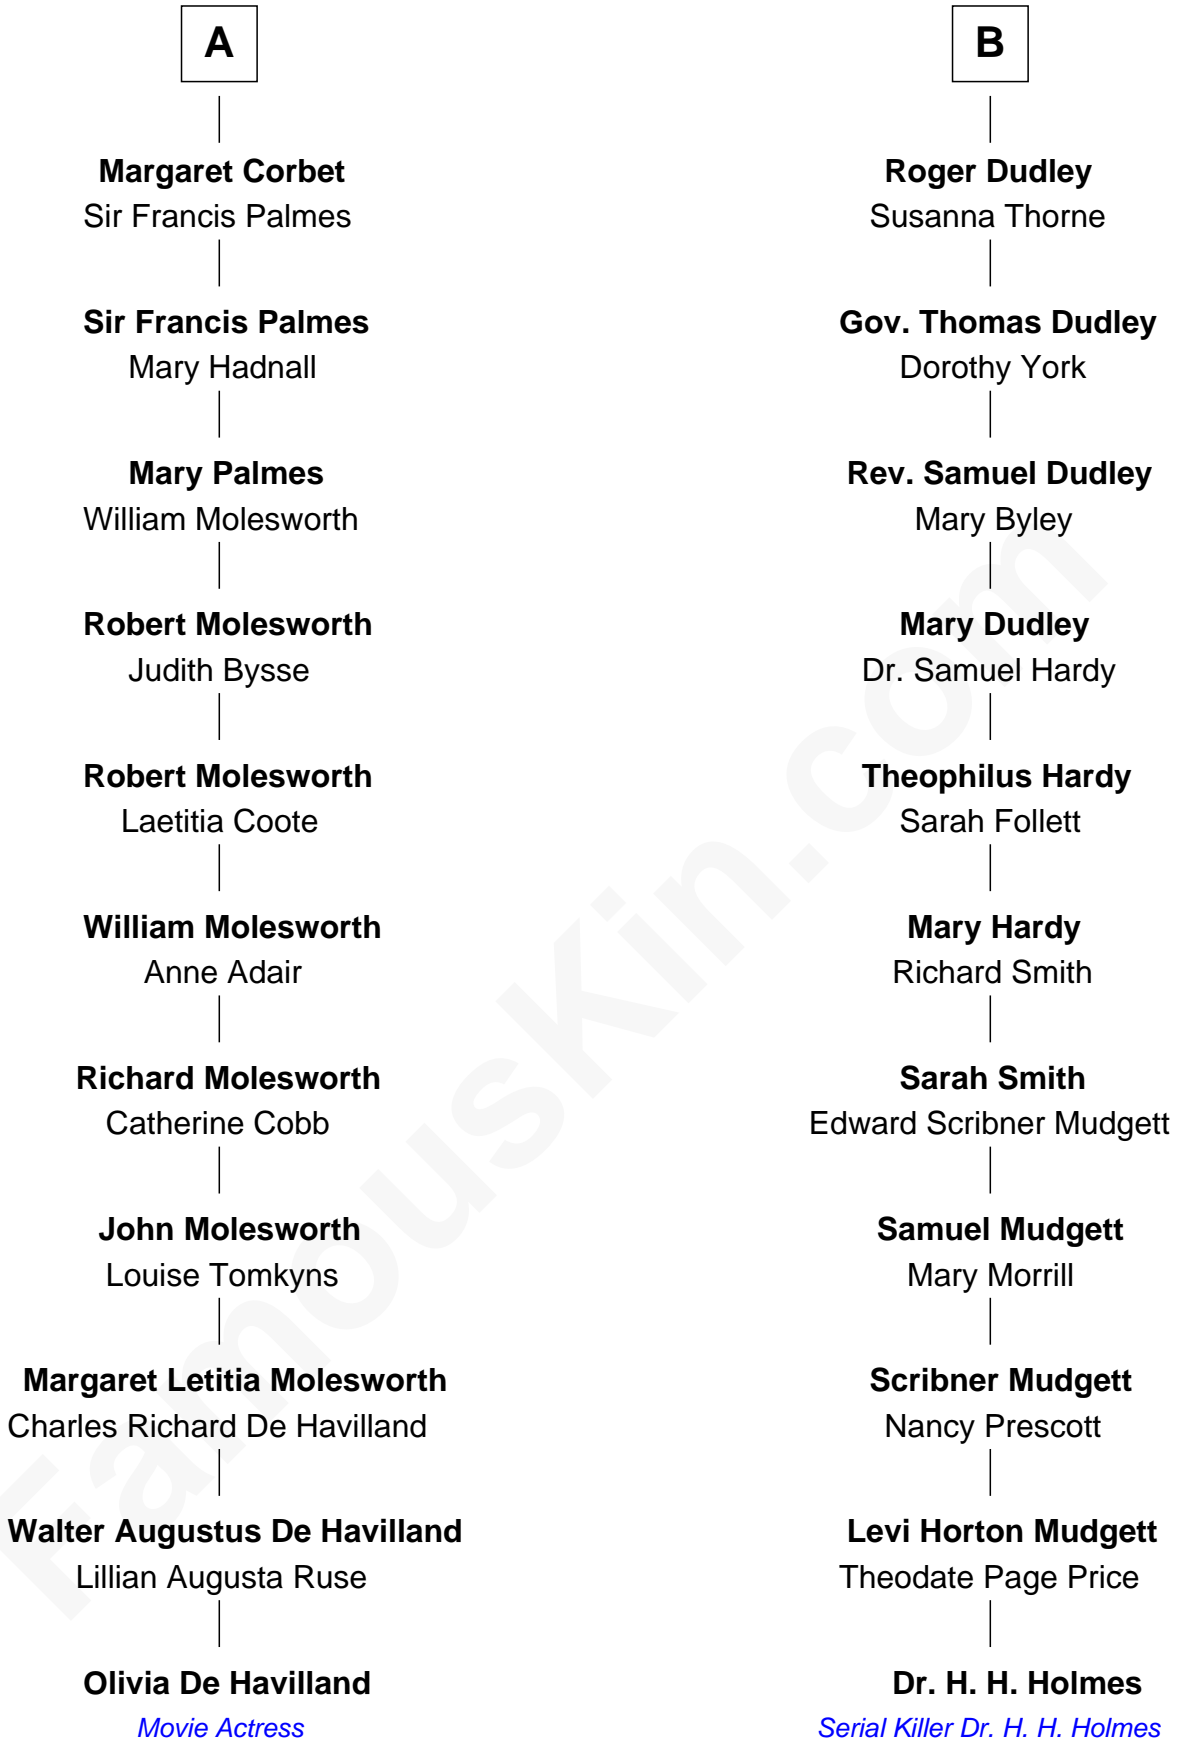 A
Margaret Corbet
Sir Francis Palmes
Sir Francis Palmes
Mary Hadnall
Mary Palmes
William Molesworth
Robert Molesworth
Judith Bysse
Robert Molesworth
Laetitia Coote
William Molesworth
Anne Adair
Richard Molesworth
Catherine Cobb
John Molesworth
Louise Tomkyns
Margaret Letitia Molesworth
Charles Richard De Havilland
Walter Augustus De Havilland
Lillian Augusta Ruse
Olivia De Havilland
Movie Actress
B
Roger Dudley
Susanna Thorne
Gov. Thomas Dudley
Dorothy York
Rev. Samuel Dudley
Mary Byley
Mary Dudley
Dr. Samuel Hardy
Theophilus Hardy
Sarah Follett
Mary Hardy
Richard Smith
Sarah Smith
Edward Scribner Mudgett
Samuel Mudgett
Mary Morrill
Scribner Mudgett
Nancy Prescott
Levi Horton Mudgett
Theodate Page Price
Dr. H. H. Holmes
Serial Killer Dr. H. H. Holmes
FamousKin.com